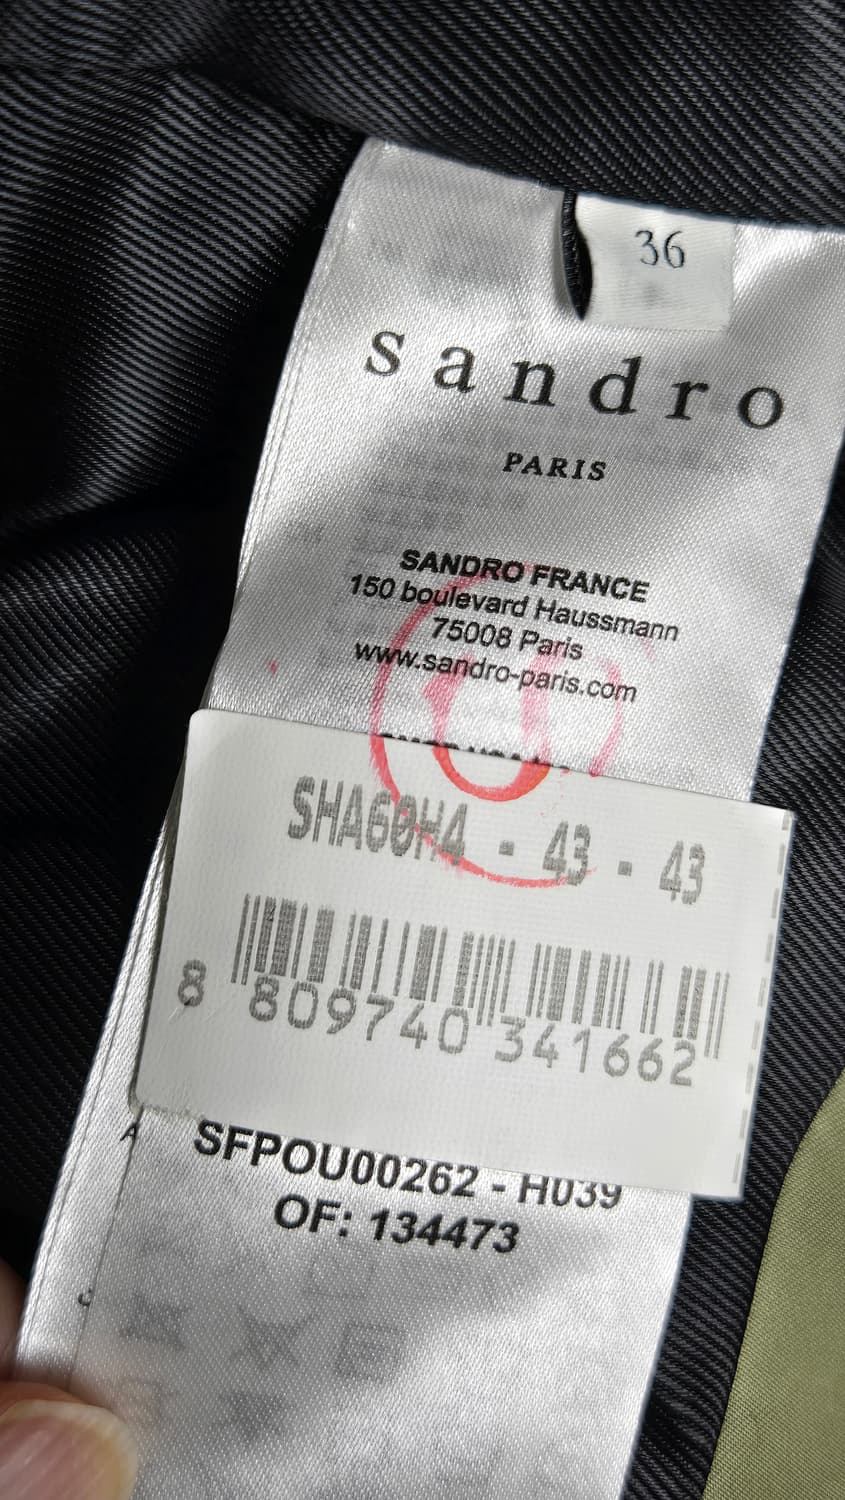 36
sandro
PARIS
SANDRO FRANCE
150 boulevard Haussmann
75008 Paris
www.sandro-paris.com
SHA60H4 - 43 - 43
8 809740 341662
SFPOU00262 - H039
OF: 134473